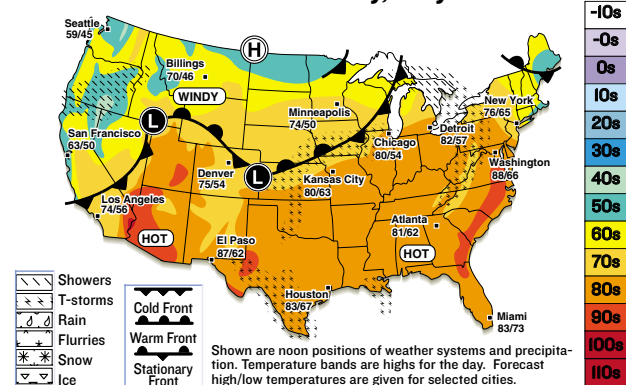 Seattle
59/45
Billings
70/46
H
WINDY
Minneapolis
74/50
New York
76/65
San Francisco
63/50
L
Detroit
82/57
Chicago
80/54
Washington
88/66
Denver
75/54
L
Kansas City
80/63
Los Angeles
74/56
HOT
El Paso
87/62
Atlanta
81/62
HOT
Houston
83/67
Miami
83/73
Showers
T-storms
Rain
Flurries
Snow
Ice
Cold Front
Warm Front
Stationary
Front
Shown are noon positions of weather systems and precipita-
tion. Temperature bands are highs for the day. Forecast
high/low temperatures are given for selected cities.
-10s
-0s
0s
10s
20s
30s
40s
50s
60s
70s
80s
90s
100s
110s